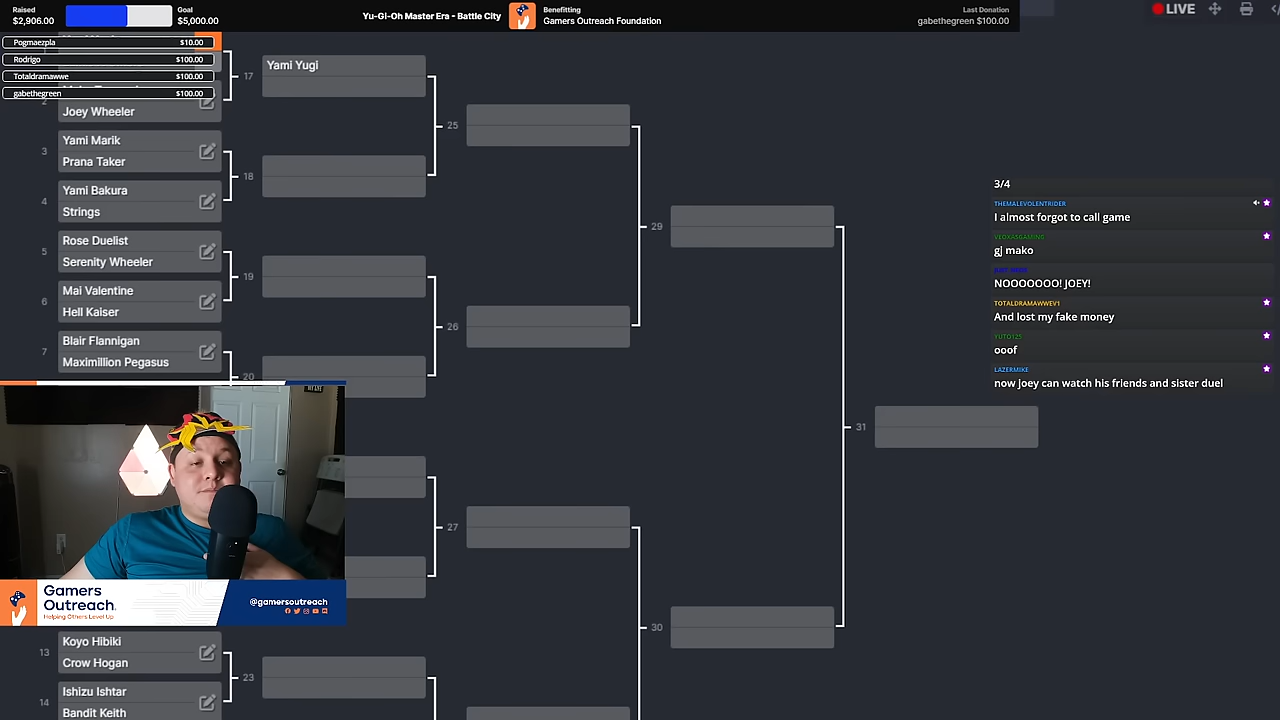 Raised
$2,906.00
Goal
$5,000.00
Yu-Gi-Oh Master Era - Battle City
Benefitting
Gamers Outreach Foundation
Last Donation
gabethegreen $100.00
LIVE
Pogmaezpla $10.00
Rodrigo $100.00
Totaldramawwe $100.00
gabethegreen $100.00
2
Joey Wheeler
3
Yami Marik
Prana Taker
4
Yami Bakura
Strings
5
Rose Duelist
Serenity Wheeler
6
Mai Valentine
Hell Kaiser
7
Blair Flannigan
Maximillion Pegasus
13
Koyo Hibiki
Crow Hogan
14
Ishizu Ishtar
Bandit Keith
17
Yami Yugi
18
19
20
23
25
26
27
29
30
31
3/4
THEMALEVOLENTRIDER
I almost forgot to call game
VEOXASGAMING
gj mako
NOOOOOOO! JOEY!
TOTALDRAMAWWEV1
And lost my fake money
YUTO125
ooof
LAZERMIKE
now joey can watch his friends and sister duel
Gamers
Outreach
Helping Others Level Up
@gamersoutreach